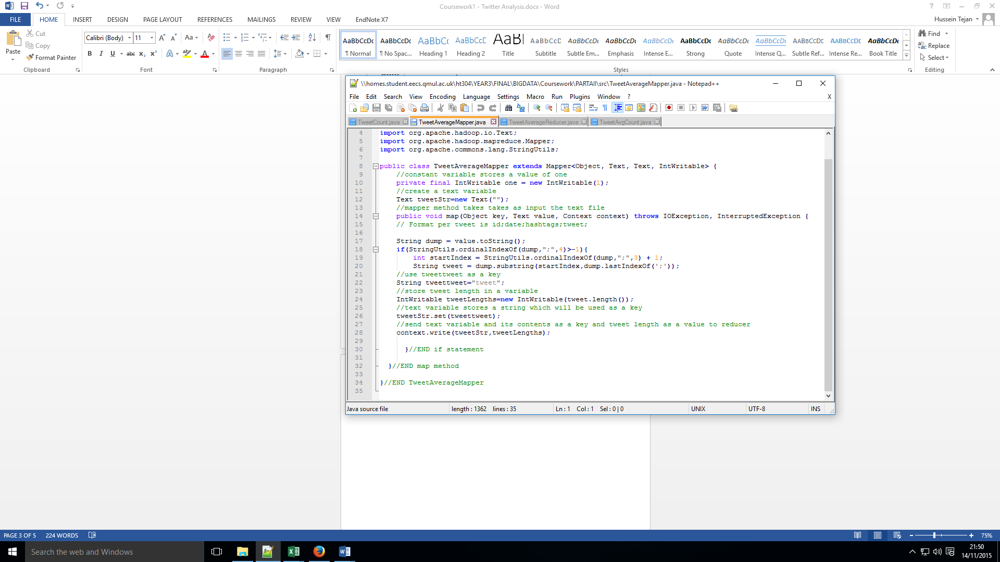 Coursework1 - Twitter Analysis.docx - Word
FILE HOME INSERT DESIGN PAGE LAYOUT REFERENCES MAILINGS REVIEW VIEW EndNote X7
Hussein Tejan
Paste
Cut
Copy
Format Painter
Clipboard
Calibri (Body) 11
Font
Paragraph
AaBbCcDc AaBbCcDc AaBbCc AaBbCcD AaB AaBbCcD AaBbCcDc AaBbCcDc AaBbCcDc AaBbCcDc AaBbCcDc AaBbCcDc AABBCCDE AABBCCDE AaBbCcDc
¶ Normal ¶ No Spac... Heading 1 Heading 2 Title Subtitle Subtle Em... Emphasis Intense E... Strong Quote Intense Q... Subtle Ref... Intense Re... Book Title
Styles
Find
Replace
Select
Editing
\\homes.student.eecs.qmul.ac.uk\ht304\YEAR3\FINAL\BIGDATA\Coursework\PARTAII\src\TweetAverageMapper.java - Notepad++
File Edit Search View Encoding Language Settings Macro Run Plugins Window ? X
TweetCount.java TweetAverageMapper.java TweetAverageReducer.java TweetAvgCount.java
4 import org.apache.hadoop.io.Text;
5 import org.apache.hadoop.mapreduce.Mapper;
6 import org.apache.commons.lang.StringUtils;
7
8 public class TweetAverageMapper extends Mapper<Object, Text, Text, IntWritable> {
9 //constant variable stores a value of one
10 private final IntWritable one = new IntWritable(1);
11 //create a text variable
12 Text tweetStr=new Text("");
13 //mapper method takes takes as input the text file
14 public void map(Object key, Text value, Context context) throws IOException, InterruptedException {
15 // Format per tweet is id;date;hashtags;tweet;
16
17 String dump = value.toString();
18 if(StringUtils.ordinalIndexOf(dump,";",4)>-1){
19 int startIndex = StringUtils.ordinalIndexOf(dump,";",3) + 1;
20 String tweet = dump.substring(startIndex,dump.lastIndexOf(';'));
21 //use tweettweet as a key
22 String tweettweet="tweet";
23 //store tweet length in a variable
24 IntWritable tweetLengths=new IntWritable(tweet.length());
25 //text variable stores a string which will be used as a key
26 tweetStr.set(tweettweet);
27 //send text variable and its contents as a key and tweet length as a value to reducer
28 context.write(tweetStr,tweetLengths);
29
30 }//END if statement
31
32 }//END map method
33
34 }//END TweetAverageMapper
35
Java source file length : 1362 lines : 35 Ln : 1 Col : 1 Sel : 0 | 0 UNIX UTF-8 INS
PAGE 3 OF 5 224 WORDS 75%
Search the web and Windows
21:50
14/11/2015